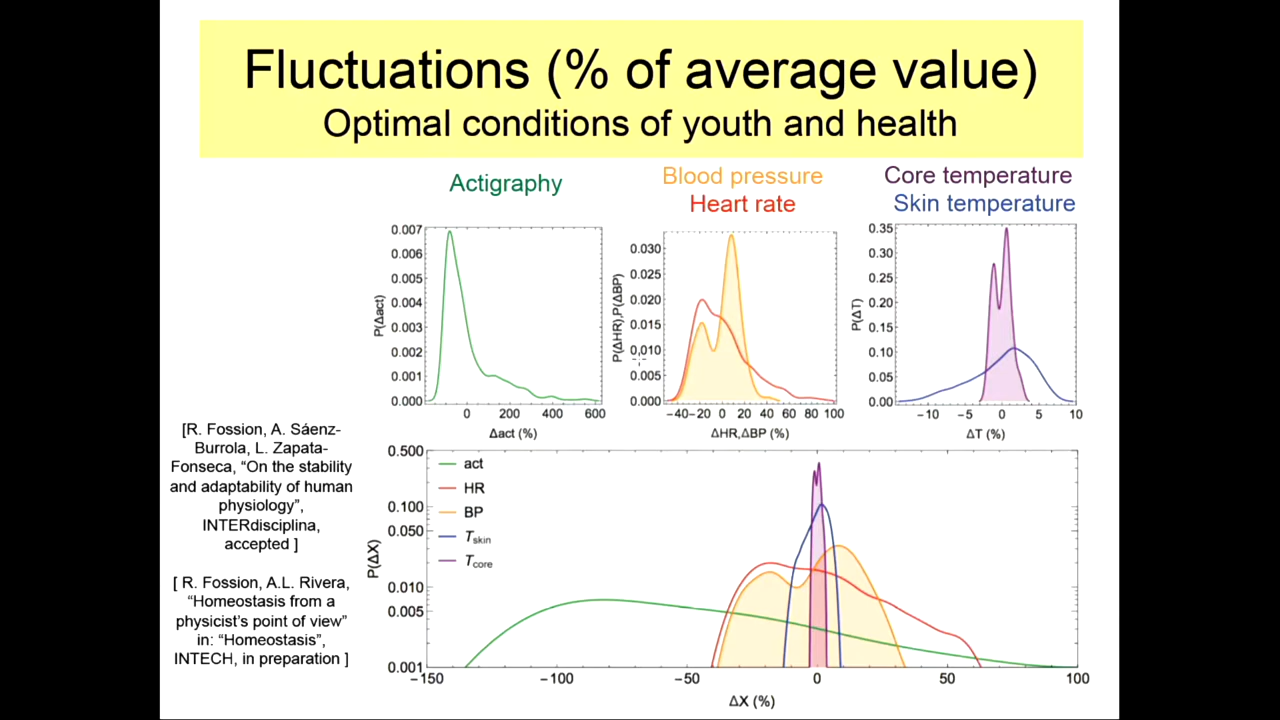 Fluctuations (% of average value)
Optimal conditions of youth and health
Actigraphy
Blood pressure
Heart rate
Core temperature
Skin temperature
0.007
0.006
0.005
0.004
0.003
0.002
0.001
0.000
P(Δact)
0
200
400
600
Δact (%)
0.030
0.025
0.020
0.015
0.010
0.005
0.000
P(ΔHR),P(ΔBP)
−40−20 0 20 40 60 80 100
ΔHR,ΔBP (%)
0.35
0.30
0.25
0.20
0.15
0.10
0.05
0.00
P(ΔT)
−10 −5 0 5 10
ΔT (%)
[R. Fossion, A. Sáenz-
Burrola, L. Zapata-
Fonseca, “On the stability
and adaptability of human
physiology”,
INTERdisciplina,
accepted ]
[ R. Fossion, A.L. Rivera,
“Homeostasis from a
physicist’s point of view”
in: “Homeostasis”,
INTECH, in preparation ]
0.500
0.100
0.050
0.010
0.005
0.001
P(ΔX)
act
HR
BP
Tskin
Tcore
−150 −100 −50 0 50 100
ΔX (%)